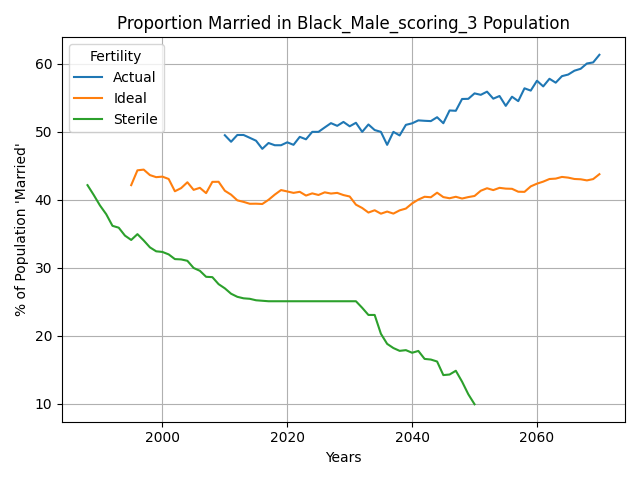 Proportion Married in Black_Male_scoring_3 Population
Fertility
Actual
Ideal
Sterile
% of Population 'Married'
60
50
40
30
20
10
2000
2020
2040
2060
Years